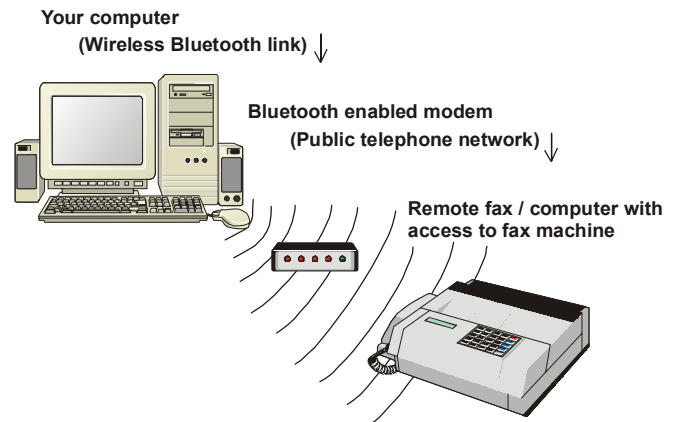 Your computer
(Wireless Bluetooth link)
Bluetooth enabled modem
(Public telephone network)
Remote fax / computer with
access to fax machine